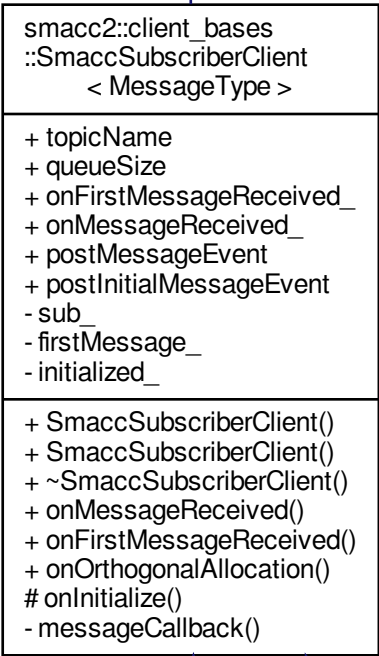 smacc2::client_bases
::SmaccSubscriberClient
< MessageType >
+ topicName
+ queueSize
+ onFirstMessageReceived_
+ onMessageReceived_
+ postMessageEvent
+ postInitialMessageEvent
- sub_
- firstMessage_
- initialized_
+ SmaccSubscriberClient()
+ SmaccSubscriberClient()
+ ~SmaccSubscriberClient()
+ onMessageReceived()
+ onFirstMessageReceived()
+ onOrthogonalAllocation()
# onInitialize()
- messageCallback()